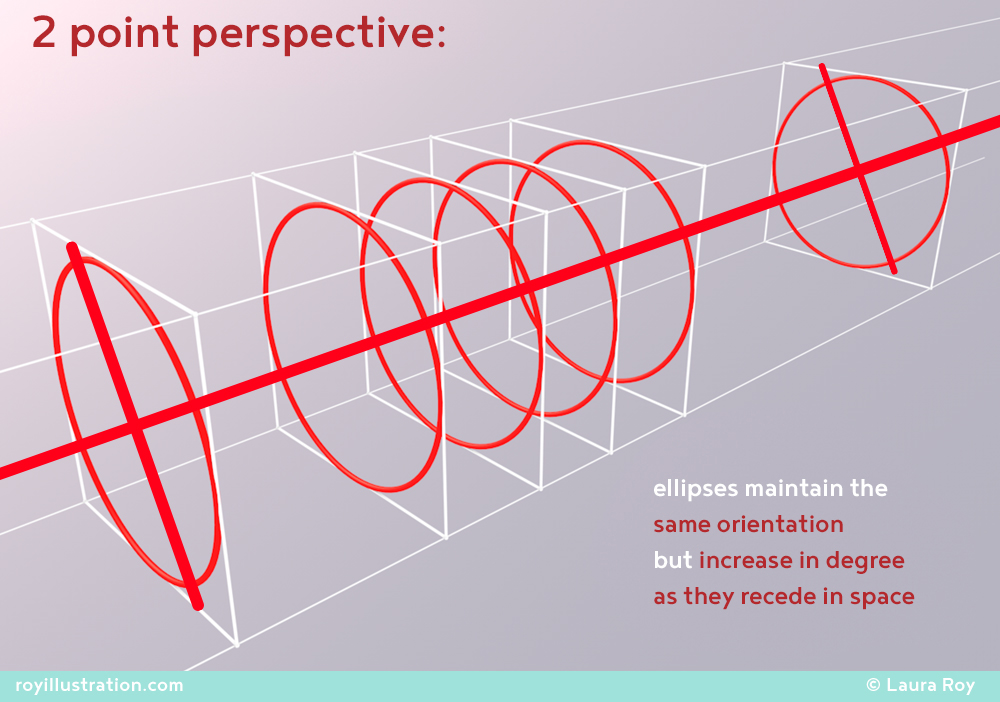 2 point perspective:
ellipses maintain the
same orientation
but increase in degree
as they recede in space
royillustration.com
© Laura Roy